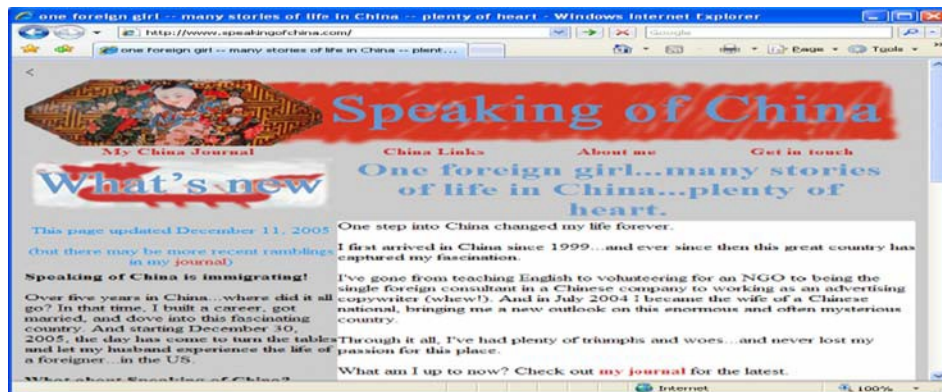 one foreign girl -- many stories of life in China -- plenty of heart - Windows Internet Explorer
http://www.speakingofchina.com/
Google
one foreign girl -- many stories of life in China -- plent...
Page
Tools
<
Speaking of China
My China Journal
China Links
About me
Get in touch
What's new
One foreign girl...many stories
of life in China...plenty of
heart.
This page updated December 11, 2005
(but there may be more recent ramblings
in my journal)
Speaking of China is immigrating!
Over five years in China...where did it all
go? In that time, I built a career, got
married, and dove into this fascinating
country. And starting December 30,
2005, the day has come to turn the tables
and let my husband experience the life of
a foreigner...in the US.
What about Speaking of China?
One step into China changed my life forever.
I first arrived in China since 1999...and ever since then this great country has
captured my fascination.
I've gone from teaching English to volunteering for an NGO to being the
single foreign consultant in a Chinese company to working as an advertising
copywriter (whew!). And in July 2004 I became the wife of a Chinese
national, bringing me a new outlook on this enormous and often mysterious
country.
Through it all, I've had plenty of triumphs and woes...and never lost my
passion for this place.
What am I up to now? Check out my journal for the latest.
Internet
100%